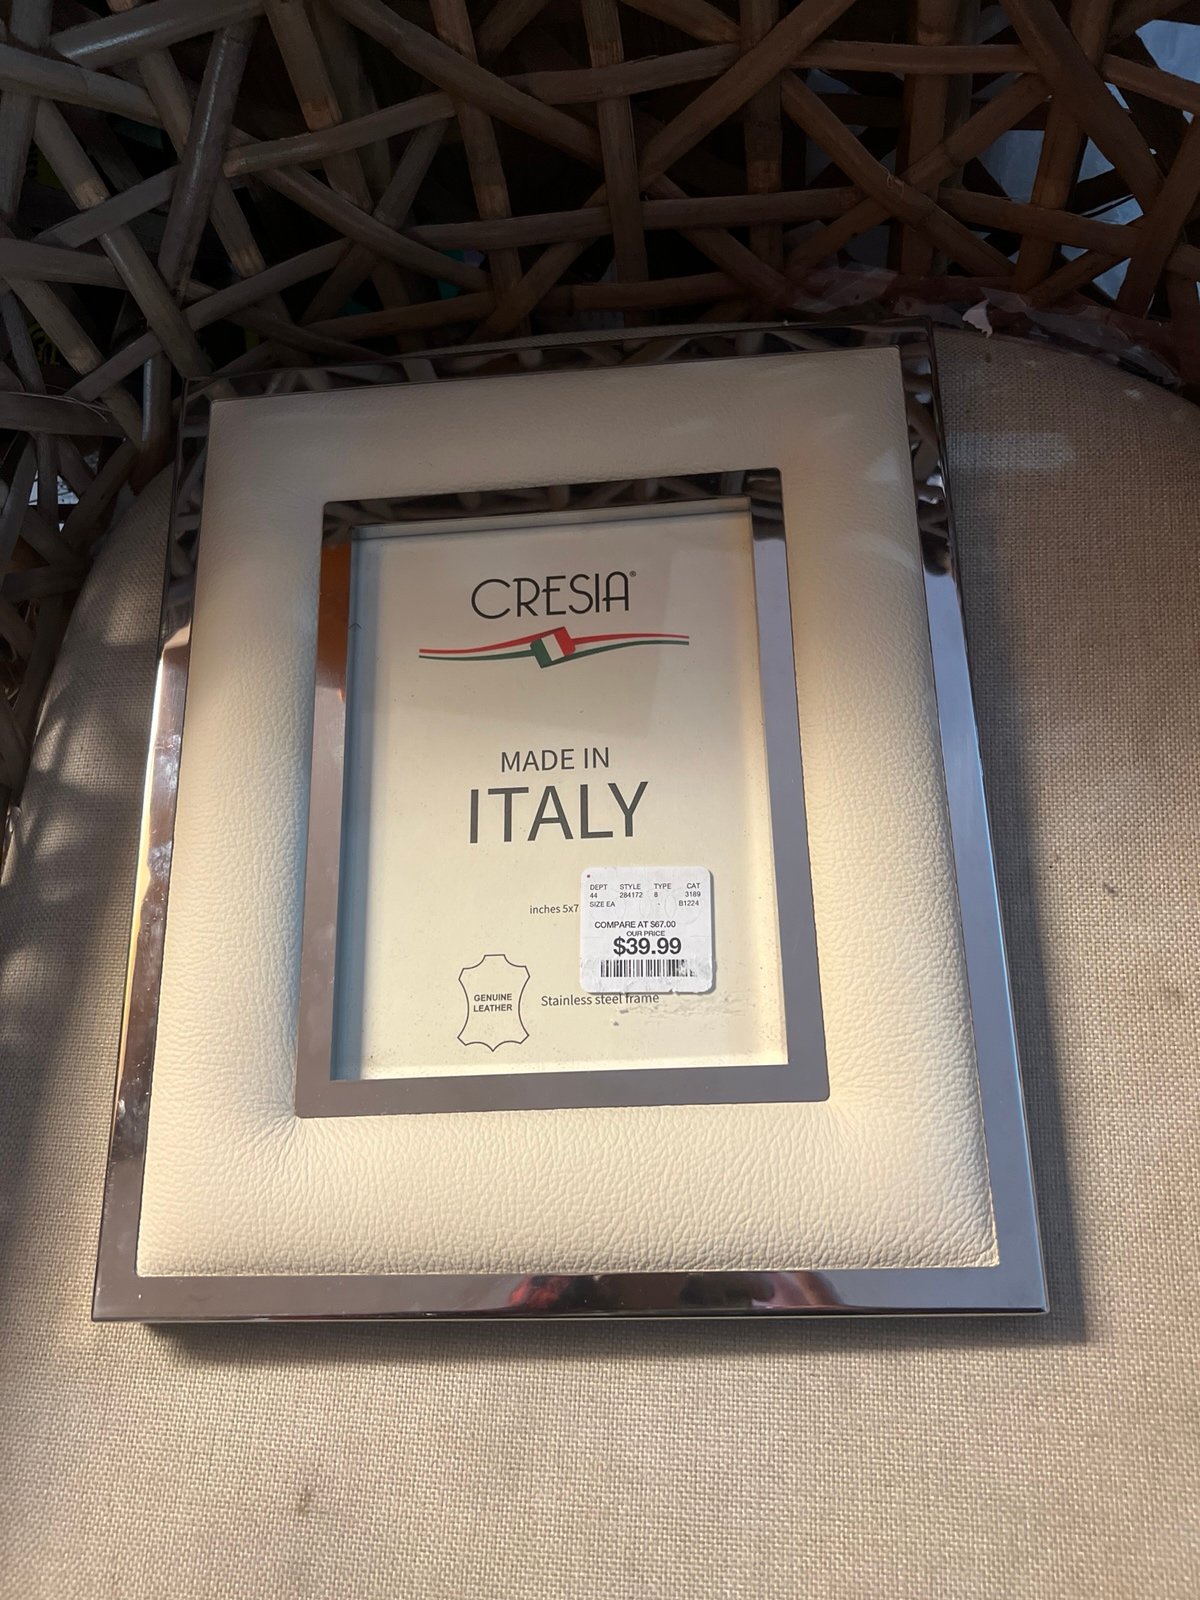 CRESIA®
MADE IN
ITALY
inches 5x7
DEPT STYLE TYPE CAT
44 284172 8 3189
SIZE EA - B1224
COMPARE AT $67.00
OUR PRICE
$39.99
GENUINE
LEATHER
Stainless steel frame